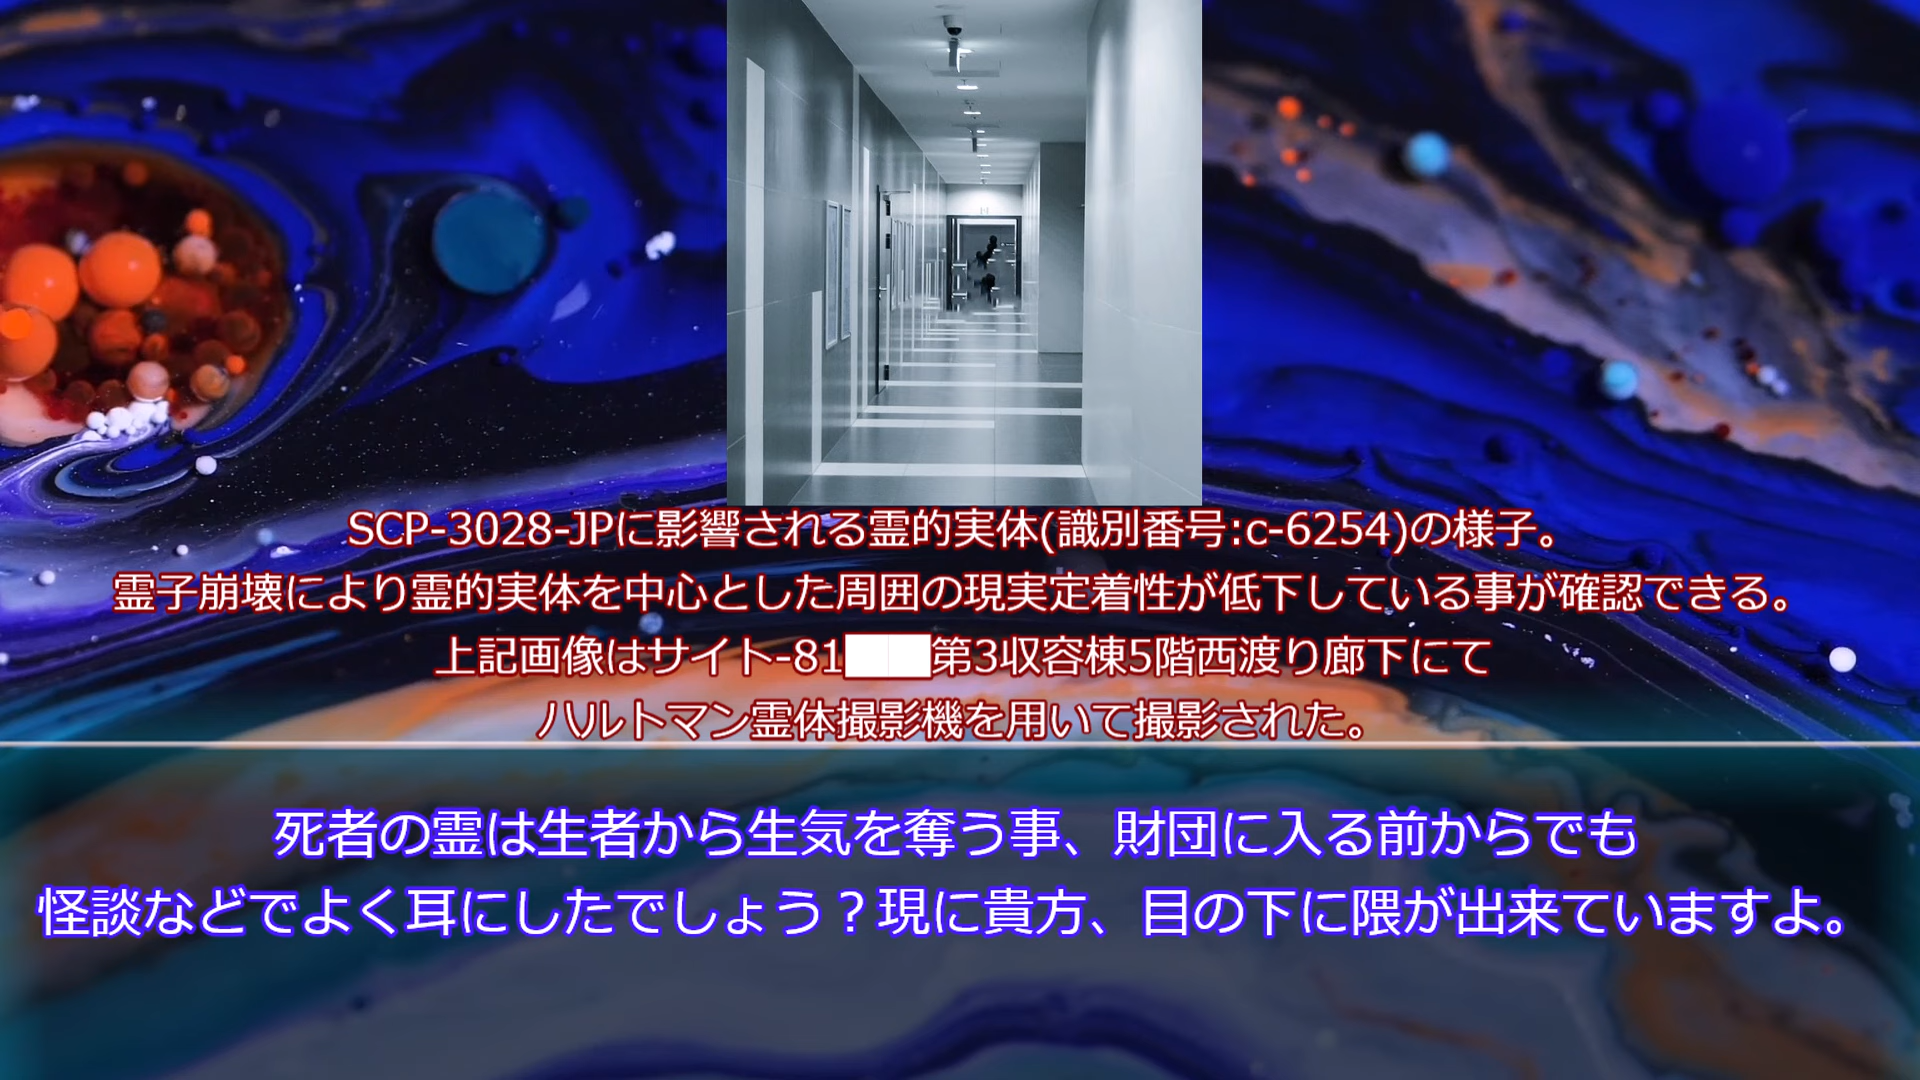 SCP-3028-JPに影響される霊的実体(識別番号:c-6254)の様子。
霊子崩壊により霊的実体を中心とした周囲の現実定着性が低下している事が確認できる。
上記画像はサイト-81██第3収容棟5階西渡り廊下にて
ハルトマン霊体撮影機を用いて撮影された。
死者の霊は生者から生気を奪う事、財団に入る前からでも
怪談などでよく耳にしたでしょう？現に貴方、目の下に隈が出来ていますよ。